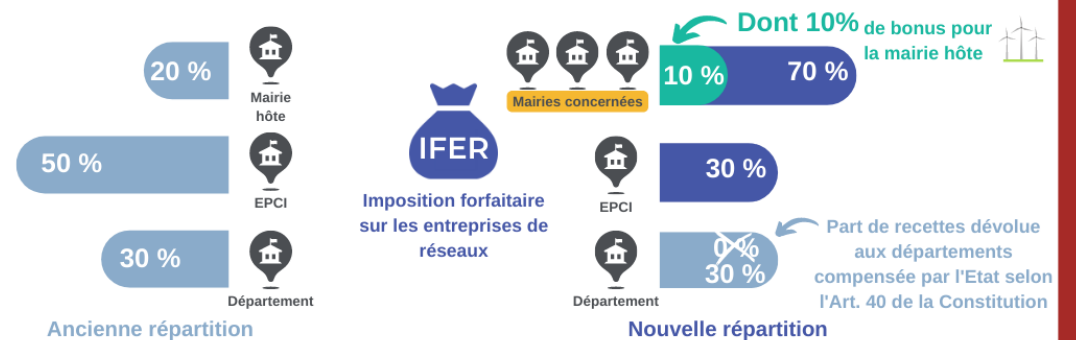 20 %
Mairie
hôte
50 %
EPCI
30 %
Département
Ancienne répartition
IFER
Imposition forfaitaire
sur les entreprises de
réseaux
Dont 10% de bonus pour
la mairie hôte
10 %
70 %
Mairies concernées
30 %
EPCI
0 %
30 %
Département
Part de recettes dévolue
aux départements
compensée par l'Etat selon
l'Art. 40 de la Constitution
Nouvelle répartition